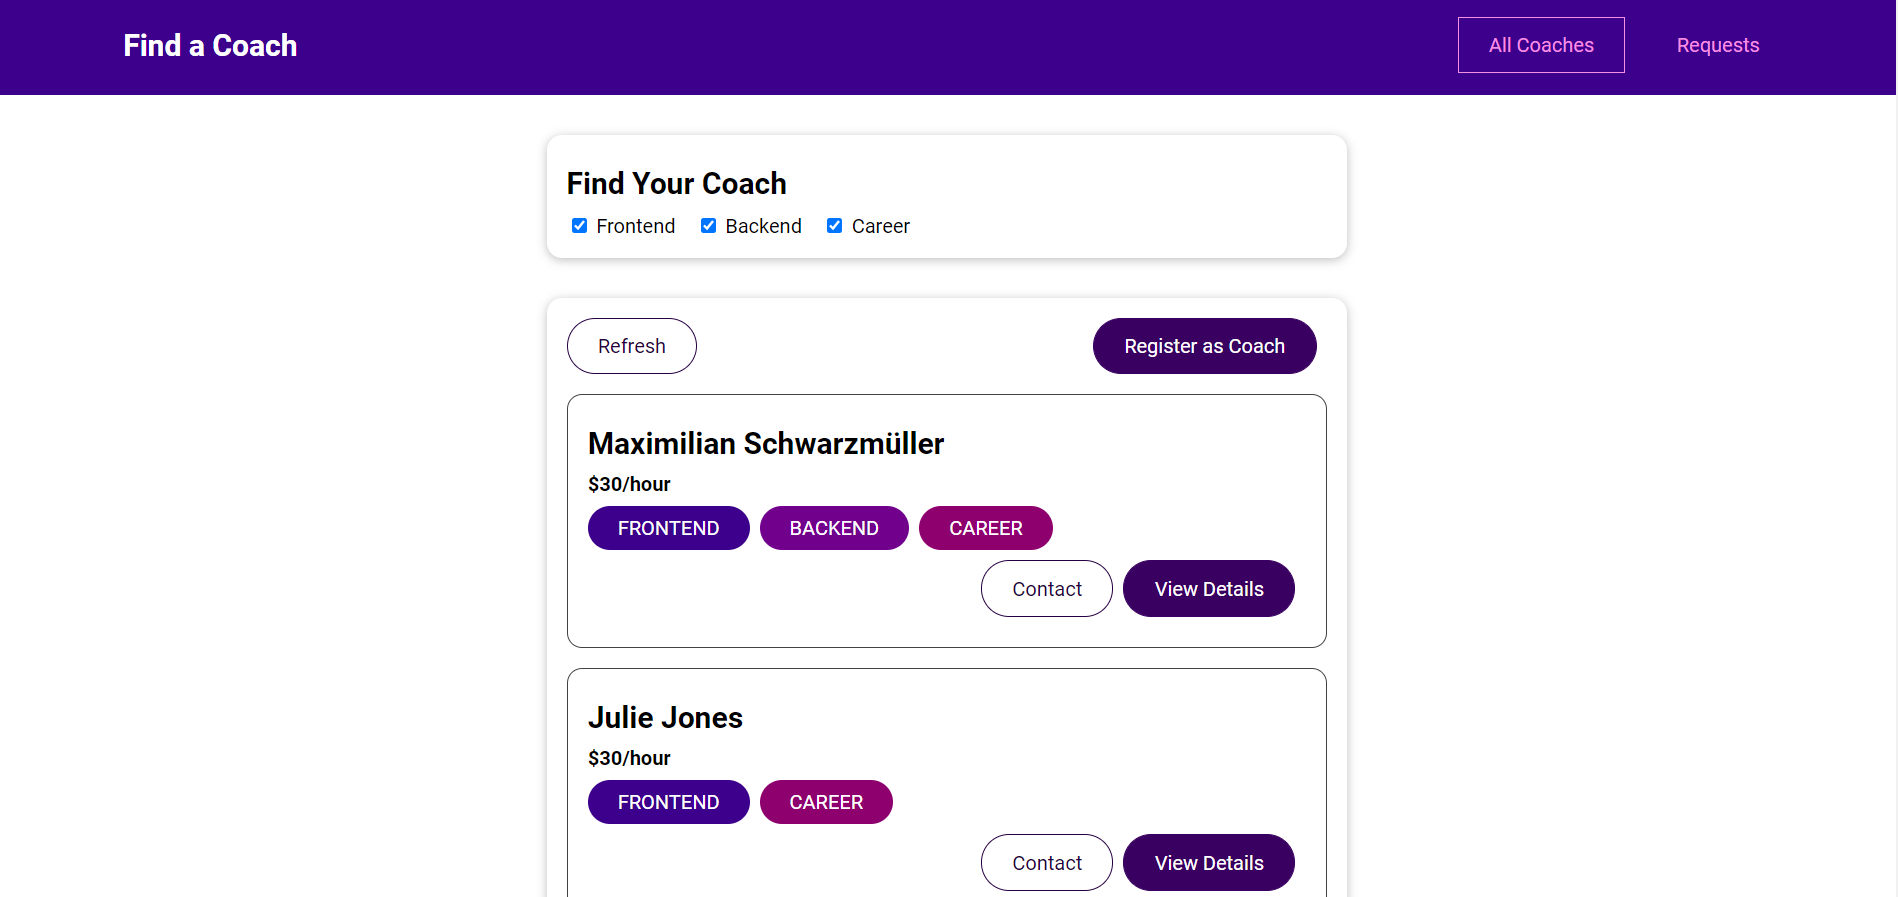 Find a Coach
All Coaches
Requests
Find Your Coach
Frontend Backend Career
Refresh
Register as Coach
Maximilian Schwarzmüller
$30/hour
FRONTEND BACKEND CAREER
Contact View Details
Julie Jones
$30/hour
FRONTEND CAREER
Contact View Details